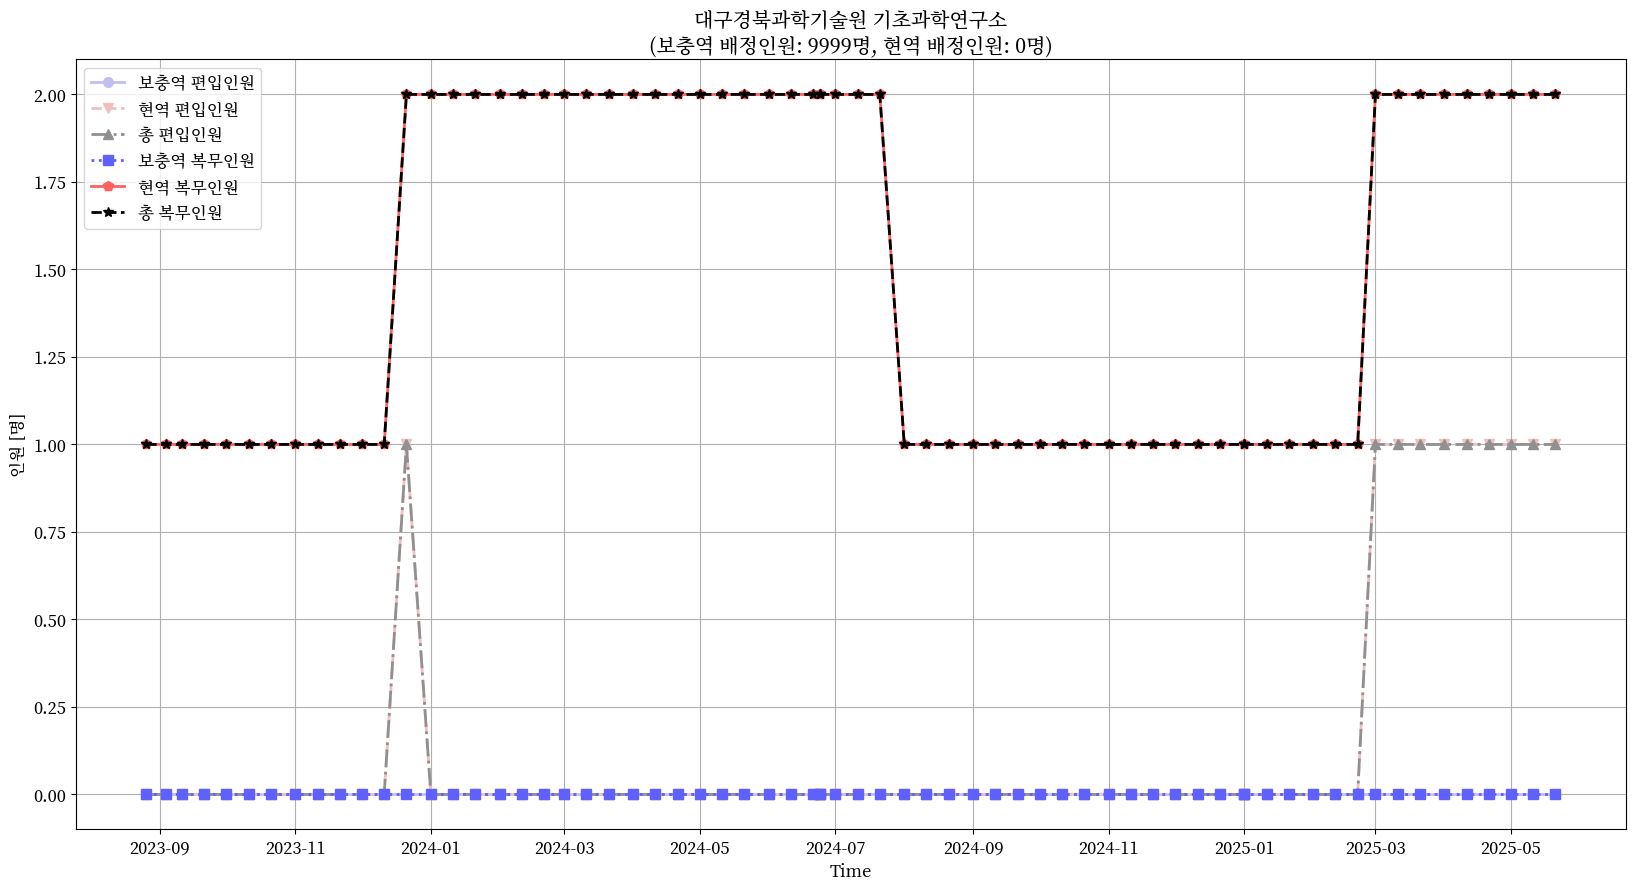 대구경북과학기술원 기초과학연구소
(보충역 배정인원: 9999명, 현역 배정인원: 0명)
보충역 편입인원
현역 편입인원
총 편입인원
보충역 복무인원
현역 복무인원
총 복무인원
2.00
1.75
1.50
1.25
1.00
0.75
0.50
0.25
0.00
인원 [명]
2023-09 2023-11 2024-01 2024-03 2024-05 2024-07 2024-09 2024-11 2025-01 2025-03 2025-05
Time